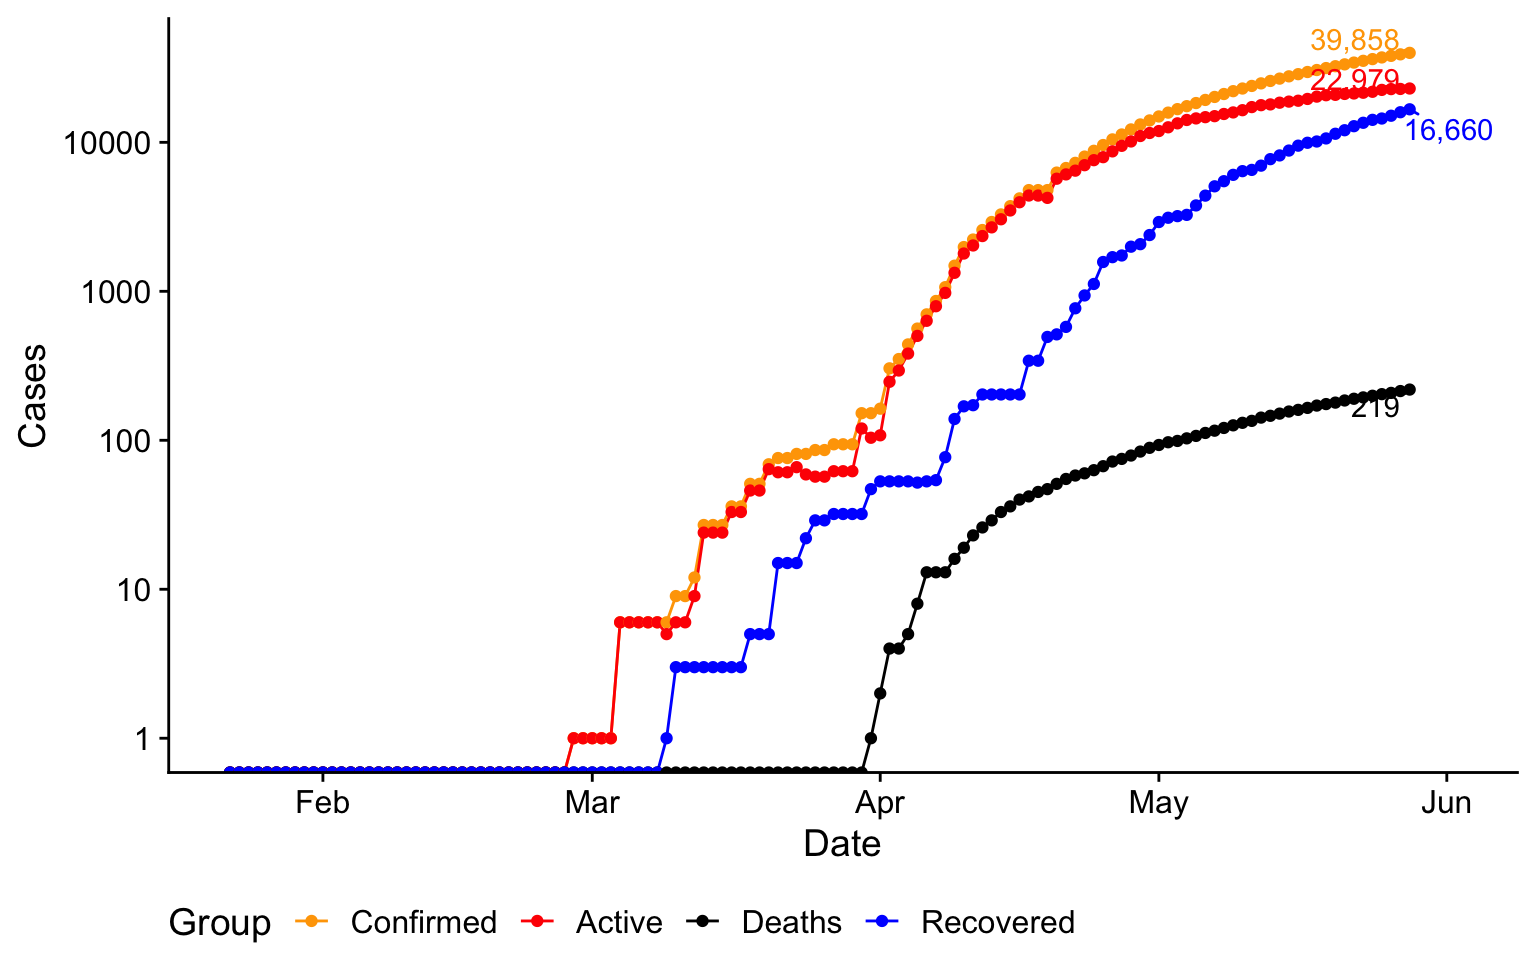 39,858
22,979
16,660
219
10000
1000
100
10
1
Cases
Feb Mar Apr May Jun
Date
Group Confirmed Active Deaths Recovered